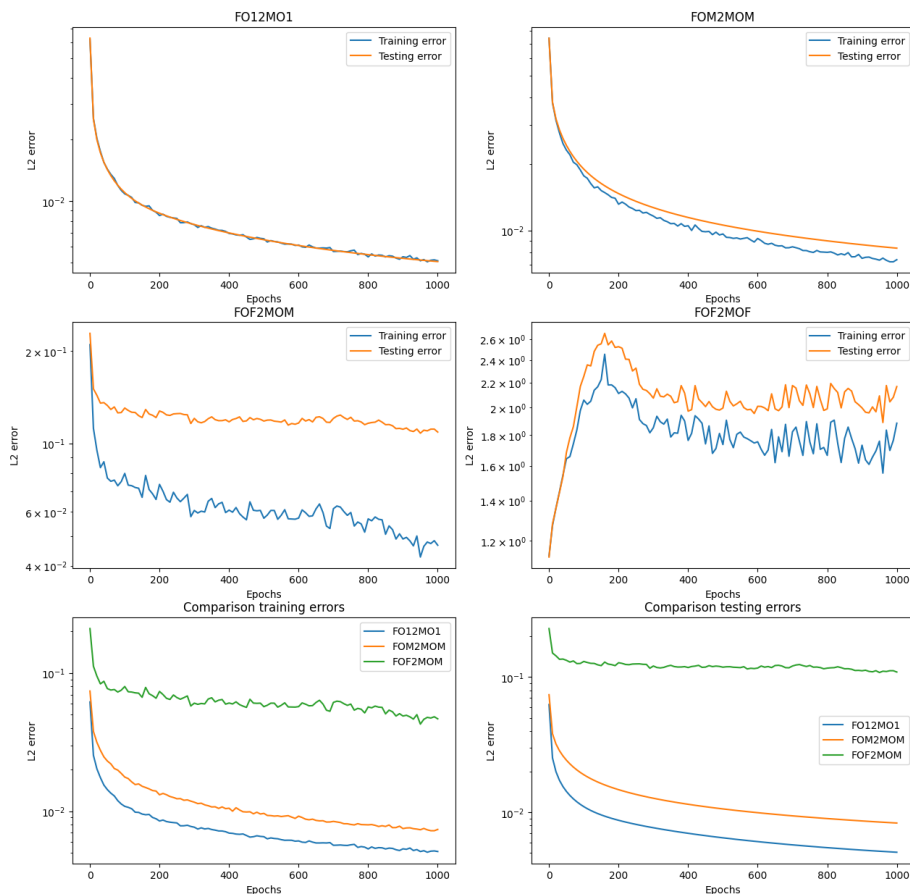 FO12MO1
L2 error
10⁻²
Training error
Testing error
0 200 400 600 800 1000
Epochs
FOM2MOM
L2 error
10⁻²
Training error
Testing error
0 200 400 600 800 1000
Epochs
FOF2MOM
L2 error
2 × 10⁻¹
10⁻¹
6 × 10⁻²
4 × 10⁻²
Training error
Testing error
0 200 400 600 800 1000
Epochs
FOF2MOF
L2 error
2.6 × 10⁰
2.4 × 10⁰
2.2 × 10⁰
2 × 10⁰
1.8 × 10⁰
1.6 × 10⁰
1.4 × 10⁰
1.2 × 10⁰
Training error
Testing error
0 200 400 600 800 1000
Epochs
Comparison training errors
L2 error
10⁻¹
10⁻²
FO12MO1
FOM2MOM
FOF2MOM
0 200 400 600 800 1000
Epochs
Comparison testing errors
L2 error
10⁻¹
10⁻²
FO12MO1
FOM2MOM
FOF2MOM
0 200 400 600 800 1000
Epochs